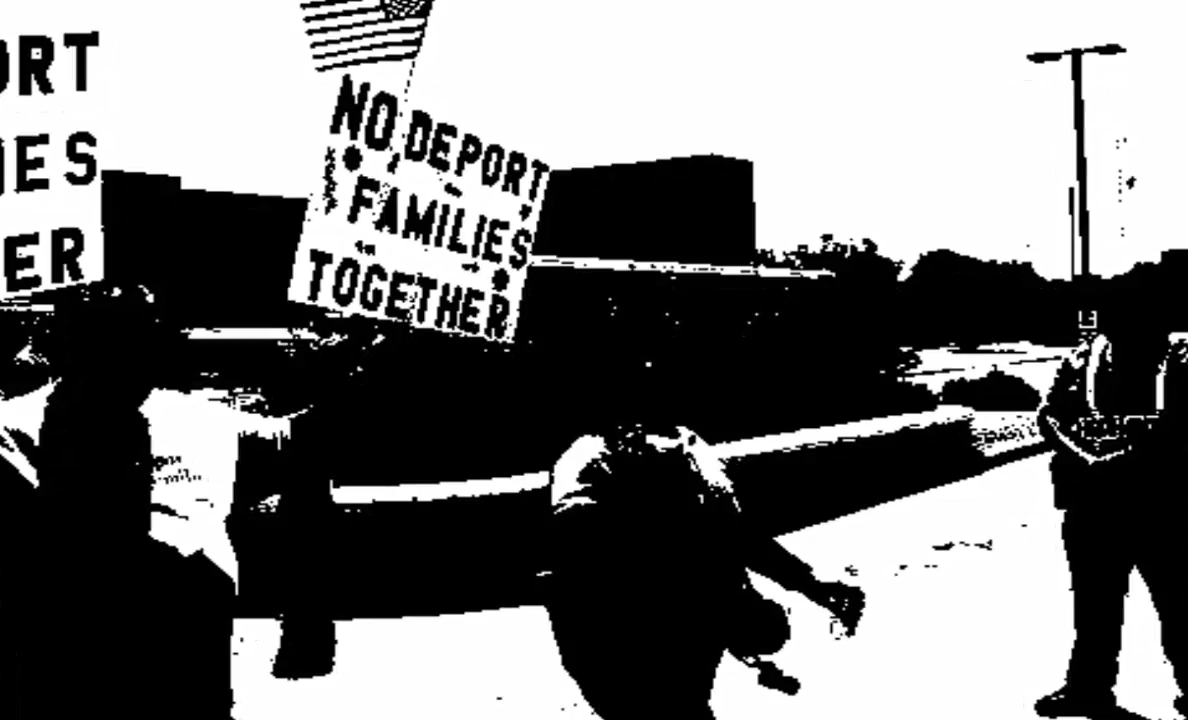 ORT
IES
ER
NO DEPORT
FAMILIES
TOGETHER